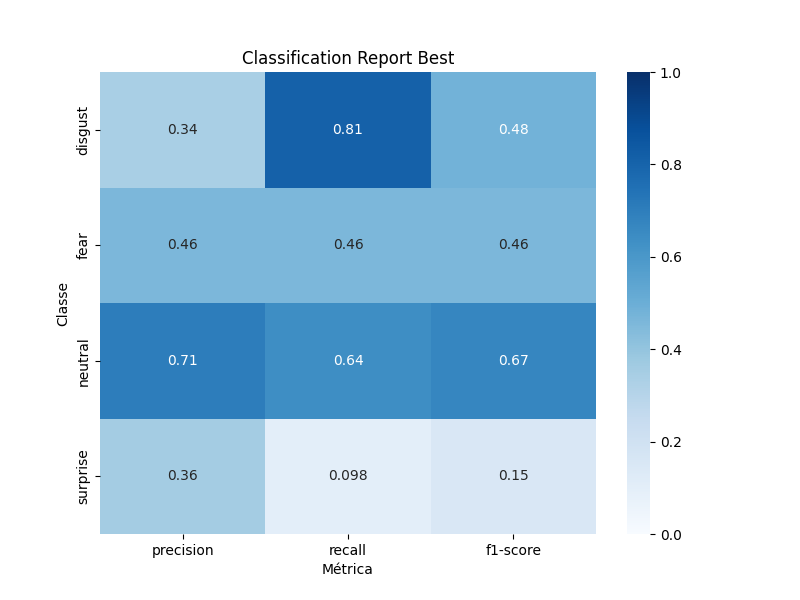 Classification Report Best
Classe
disgust 0.34 0.81 0.48
fear 0.46 0.46 0.46
neutral 0.71 0.64 0.67
surprise 0.36 0.098 0.15
precision recall f1-score
Métrica
1.0
0.8
0.6
0.4
0.2
0.0